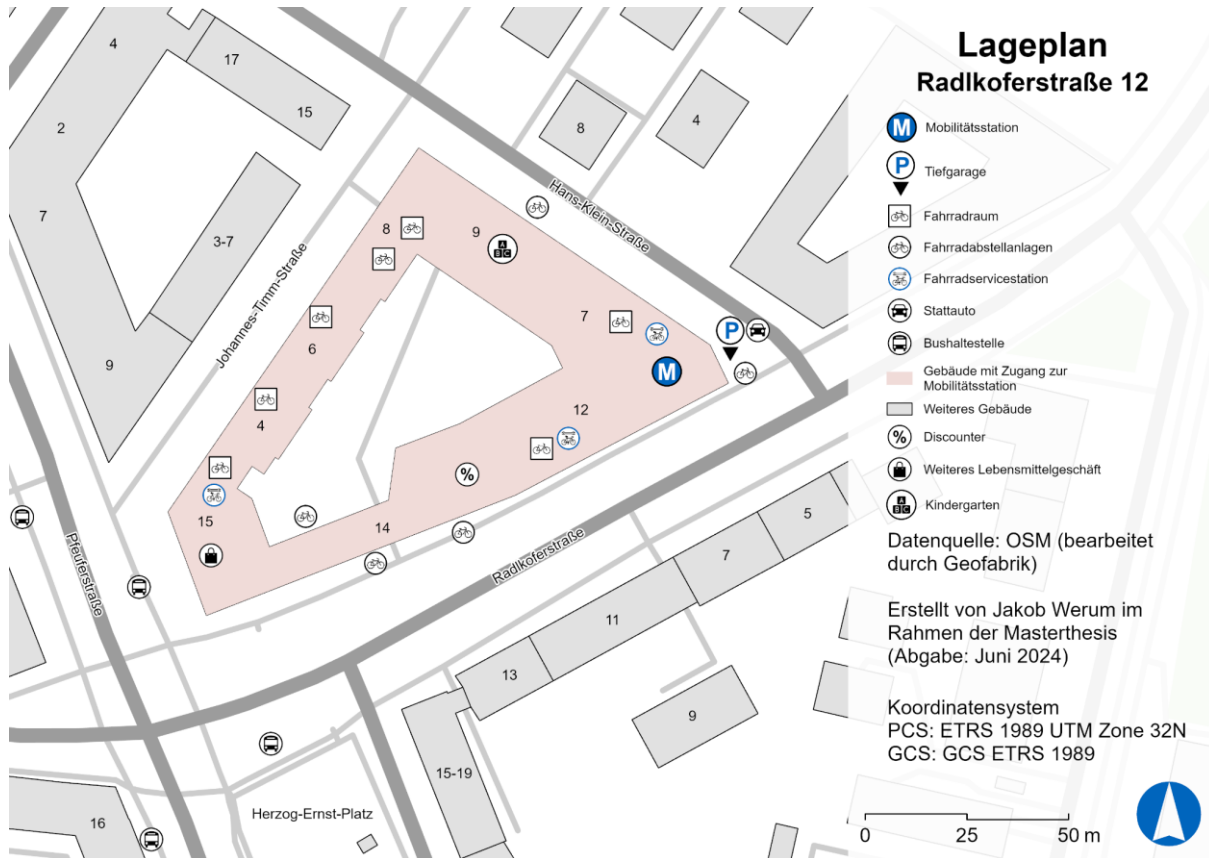 Lageplan
Radlkoferstraße 12
M Mobilitätsstation
P Tiefgarage
Fahrradraum
Fahrradabstellanlagen
Fahrradservicestation
Stattauto
Bushaltestelle
Gebäude mit Zugang zur
Mobilitätsstation
Weiteres Gebäude
% Discounter
Weiteres Lebensmittelgeschäft
A
B C Kindergarten
Datenquelle: OSM (bearbeitet
durch Geofabrik)
Erstellt von Jakob Werum im
Rahmen der Masterthesis
(Abgabe: Juni 2024)
Koordinatensystem
PCS: ETRS 1989 UTM Zone 32N
GCS: GCS ETRS 1989
0 25 50 m
4
17
15
2
8
4
7
3-7
9
Hans-Klein-Straße
Johannes-Timm-Straße
8
9
A
B C
7
P
6
M
4
12
%
15
14
5
7
Pfeuferstraße
Radlkoferstraße
11
13
9
15-19
Herzog-Ernst-Platz
16